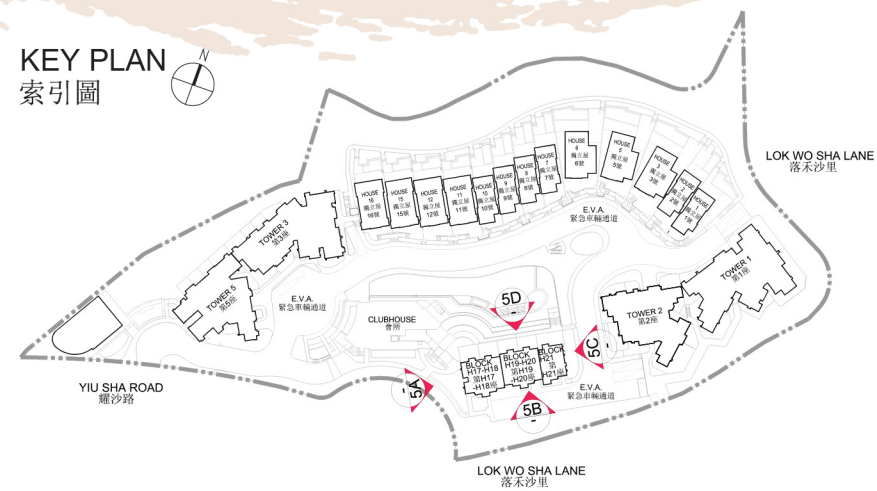 KEY PLAN
索引圖
N
LOK WO SHA LANE
落禾沙里
HOUSE
16
獨立屋
16號
HOUSE
15
獨立屋
15號
HOUSE
12
獨立屋
12號
HOUSE
11
獨立屋
11號
HOUSE
10
獨立屋
10號
HOUSE
9
獨立屋
9號
HOUSE
8
獨立屋
8號
HOUSE
7
獨立屋
7號
HOUSE
6
獨立屋
6號
HOUSE
5
獨立屋
5號
HOUSE
3
獨立屋
3號
HOUSE
2
獨立屋
2號
HOUSE
1
獨立屋
1號
E.V.A.
緊急車輛通道
TOWER 3
第3座
TOWER 5
第5座
TOWER 1
第1座
TOWER 2
第2座
E.V.A.
緊急車輛通道
CLUBHOUSE
會所
5D
-
5C
-
BLOCK
H17-H18
第H17
-H18座
BLOCK
H19-H20
第H19
-H20座
BLOCK
H21
第
H21座
5A
-
5B
-
E.V.A.
緊急車輛通道
YIU SHA ROAD
耀沙路
LOK WO SHA LANE
落禾沙里